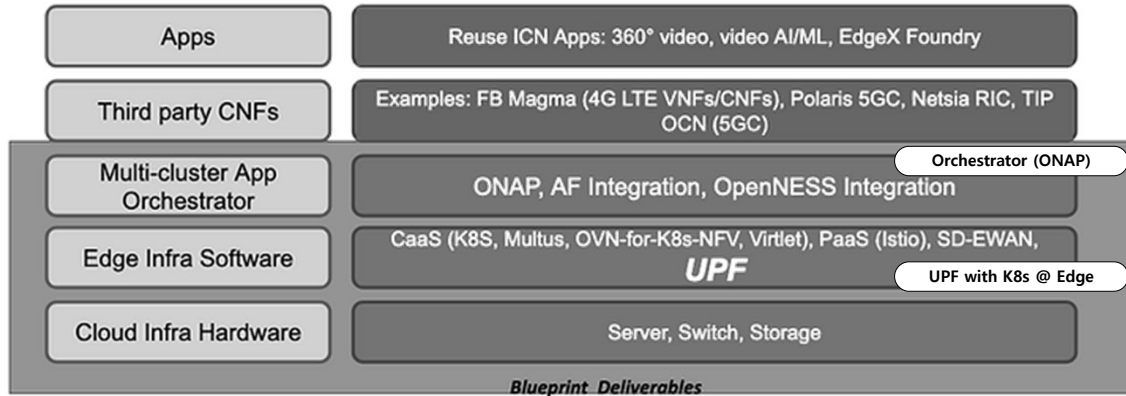 Apps
Reuse ICN Apps: 360° video, video AI/ML, EdgeX Foundry
Third party CNFs
Examples: FB Magma (4G LTE VNFs/CNFs), Polaris 5GC, Netsia RIC, TIP
OCN (5GC)
Orchestrator (ONAP)
Multi-cluster App
Orchestrator
ONAP, AF Integration, OpenNESS Integration
Edge Infra Software
CaaS (K8S, Multus, OVN-for-K8s-NFV, Virtlet), PaaS (Istio), SD-EWAN,
UPF
UPF with K8s @ Edge
Cloud Infra Hardware
Server, Switch, Storage
Blueprint Deliverables